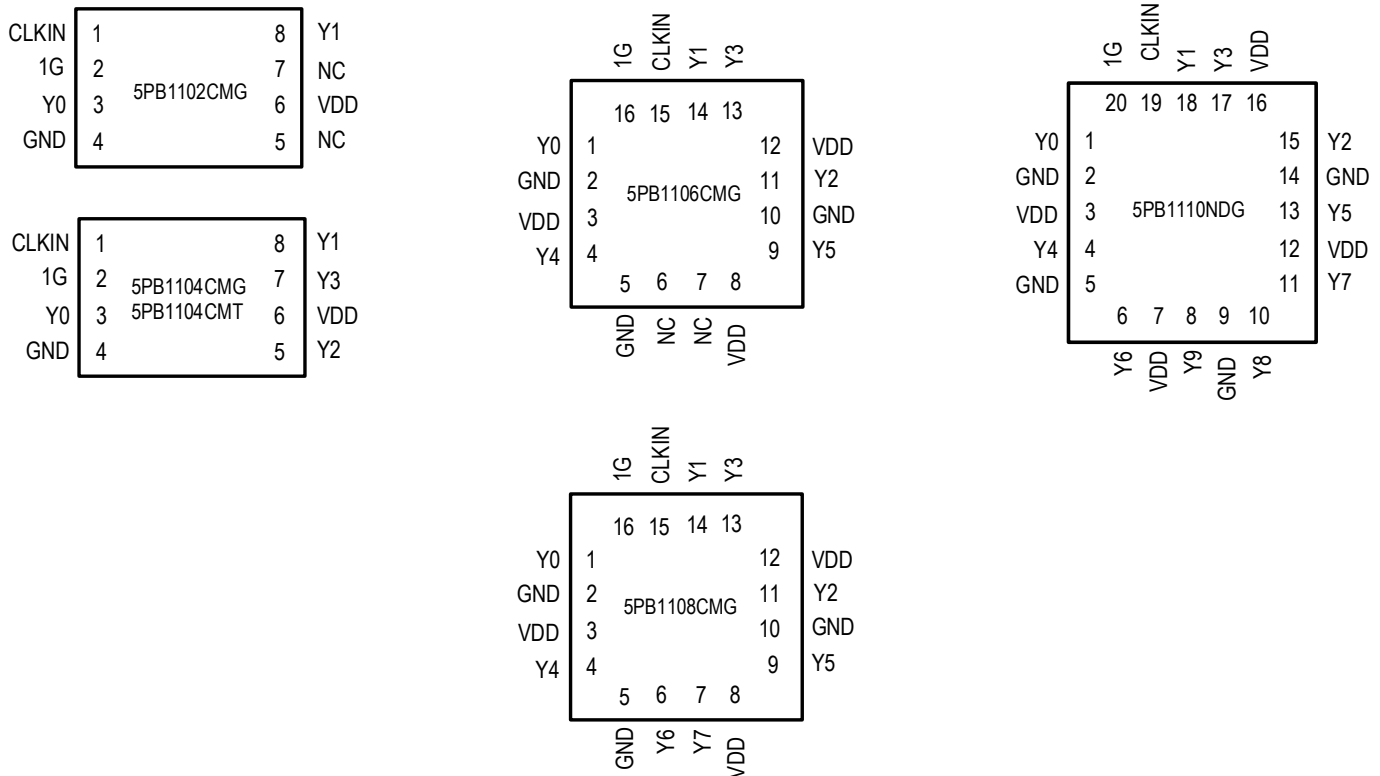 CLKIN 1 8 Y1
1G 2 7 NC
5PB1102CMG
Y0 3 6 VDD
GND 4 5 NC
CLKIN 1 8 Y1
1G 2 7 Y3
5PB1104CMG
5PB1104CMT
Y0 3 6 VDD
GND 4 5 Y2
1G CLKIN Y1 Y3
16 15 14 13
Y0 1 12 VDD
GND 2 11 Y2
5PB1106CMG
VDD 3 10 GND
Y4 4 9 Y5
5 6 7 8
GND NC NC VDD
1G CLKIN Y1 Y3 VDD
20 19 18 17 16
Y0 1 15 Y2
GND 2 14 GND
VDD 3 5PB1110NDG 13 Y5
Y4 4 12 VDD
GND 5 11 Y7
6 7 8 9 10
Y6 VDD Y9 GND Y8
1G CLKIN Y1 Y3
16 15 14 13
Y0 1 12 VDD
GND 2 11 Y2
5PB1108CMG
VDD 3 10 GND
Y4 4 9 Y5
5 6 7 8
GND Y6 Y7 VDD